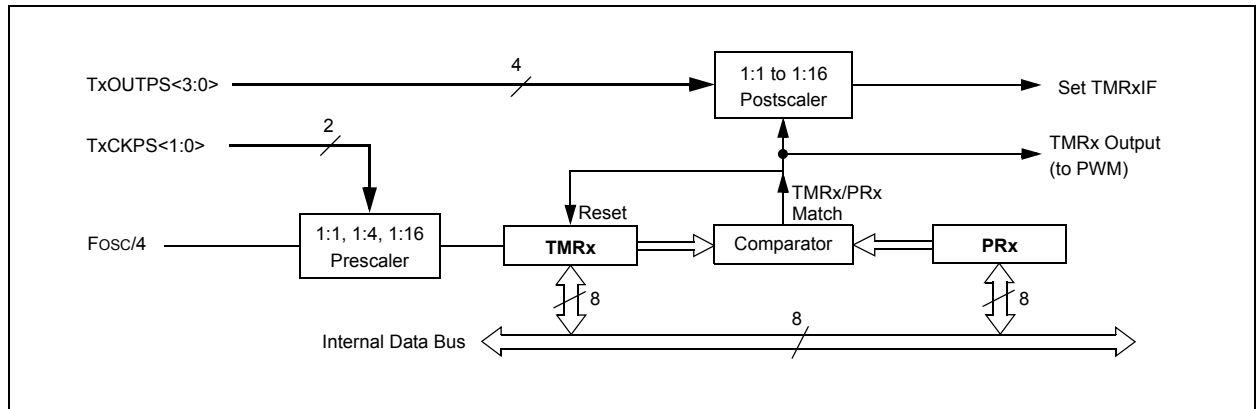 TxOUTPS<3:0>
4
1:1 to 1:16
Postscaler
Set TMRxIF
TxCKPS<1:0>
2
TMRx Output
(to PWM)
TMRx/PRx
Match
Reset
FOSC/4
1:1, 1:4, 1:16
Prescaler
TMRx
Comparator
PRx
8
8
8
Internal Data Bus